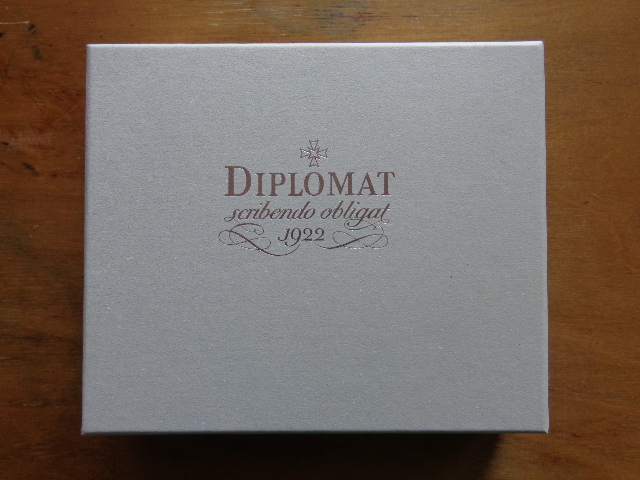 DIPLOMAT
scribendo obligat
1922